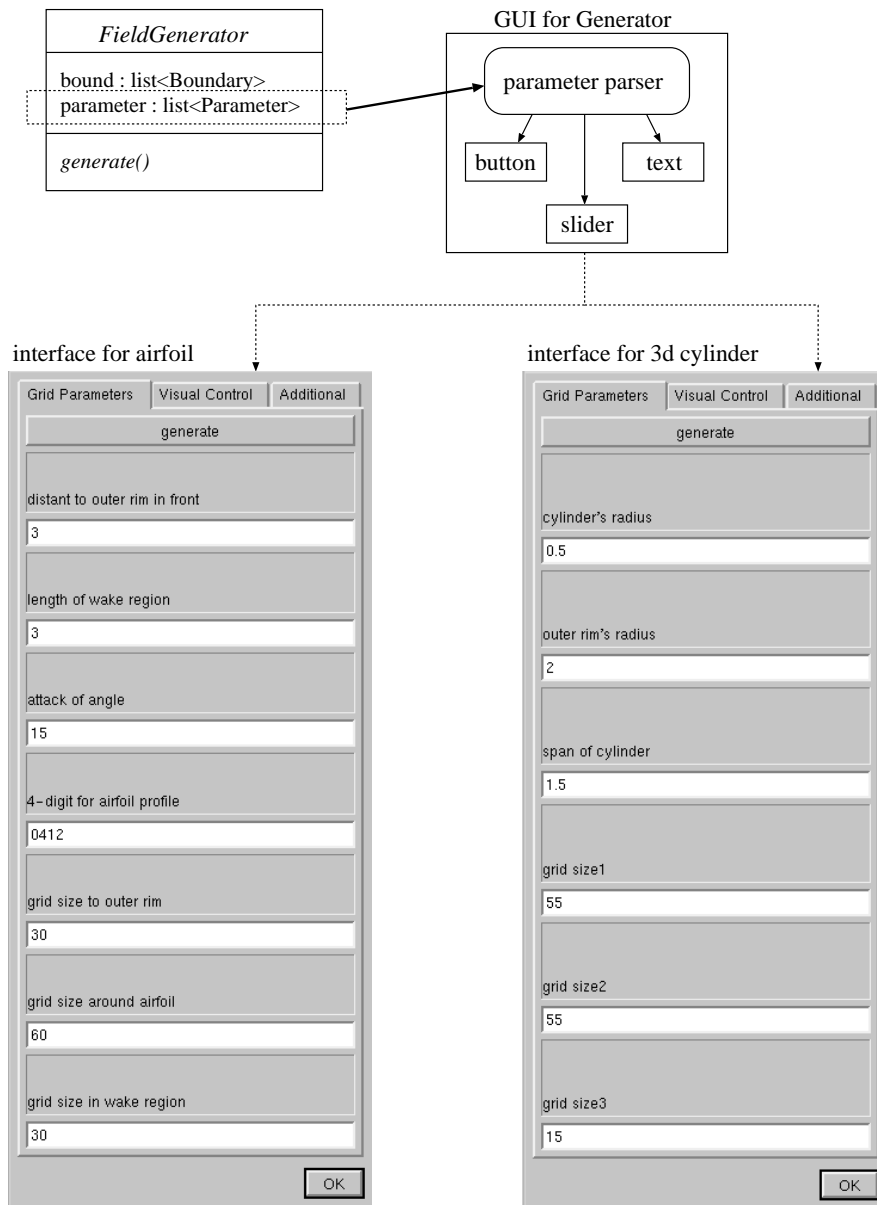 FieldGenerator
bound : list<Boundary>
parameter : list<Parameter>
generate()
GUI for Generator
parameter parser
button
text
slider
interface for airfoil
Grid Parameters Visual Control Additional
generate
distant to outer rim in front
3
length of wake region
3
attack of angle
15
4-digit for airfoil profile
0412
grid size to outer rim
30
grid size around airfoil
60
grid size in wake region
30
OK
interface for 3d cylinder
Grid Parameters Visual Control Additional
generate
cylinder's radius
0.5
outer rim's radius
2
span of cylinder
1.5
grid size1
55
grid size2
55
grid size3
15
OK